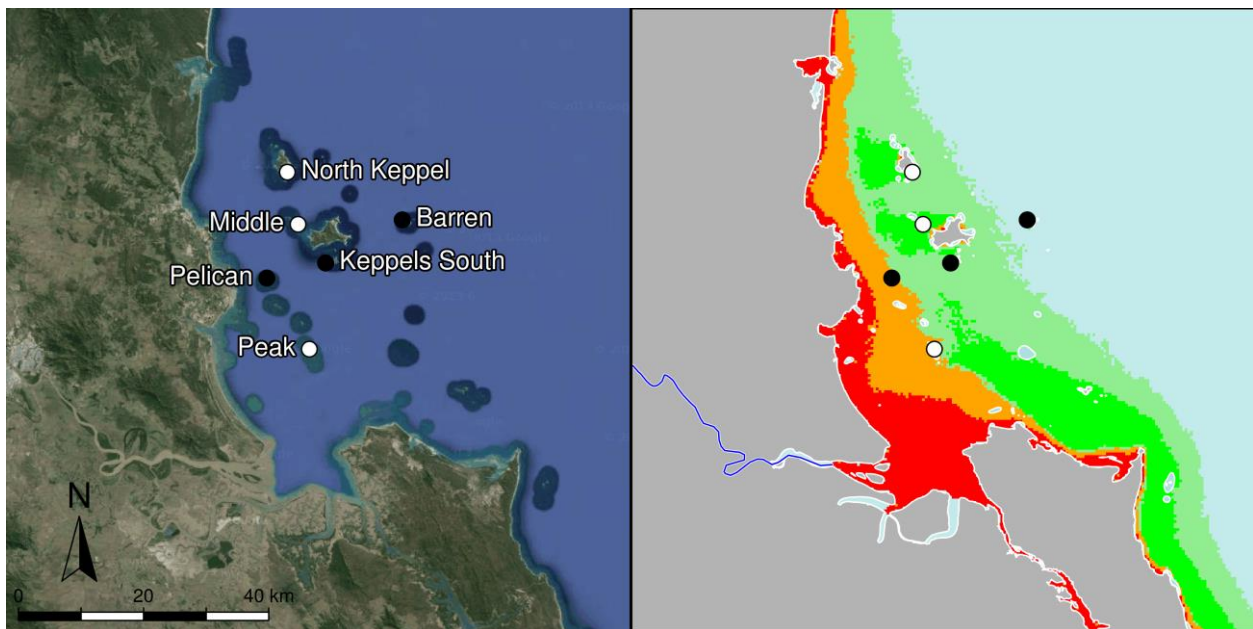 North Keppel
Middle
Barren
Keppels South
Pelican
Peak
N
0 20 40 km